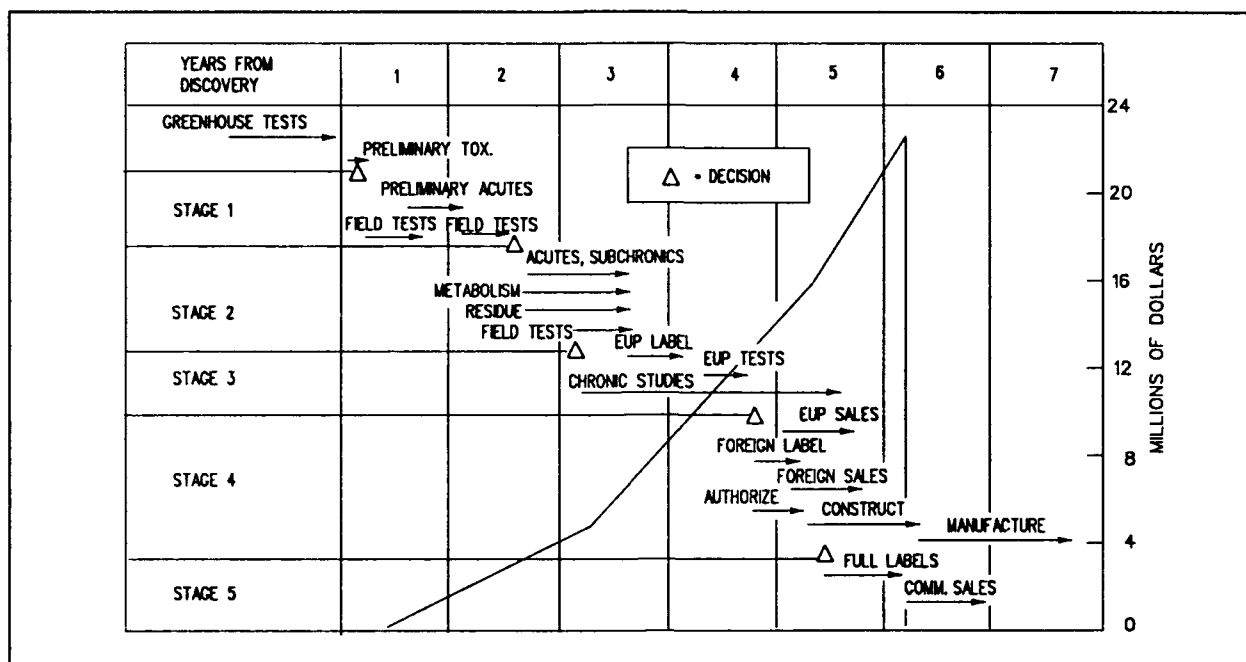 YEARS FROM
DISCOVERY
1 2 3 4 5 6 7
24
GREENHOUSE TESTS
PRELIMINARY TOX.
Δ • DECISION
20
PRELIMINARY ACUTES
STAGE 1
FIELD TESTS FIELD TESTS
ACUTES, SUBCHRONICS
16
METABOLISM
STAGE 2
RESIDUE
FIELD TESTS
EUP LABEL
EUP TESTS
12
STAGE 3
CHRONIC STUDIES
EUP SALES
FOREIGN LABEL
8
STAGE 4
FOREIGN SALES
AUTHORIZE
CONSTRUCT
MANUFACTURE
4
FULL LABELS
STAGE 5
COMM. SALES
0
MILLIONS OF DOLLARS